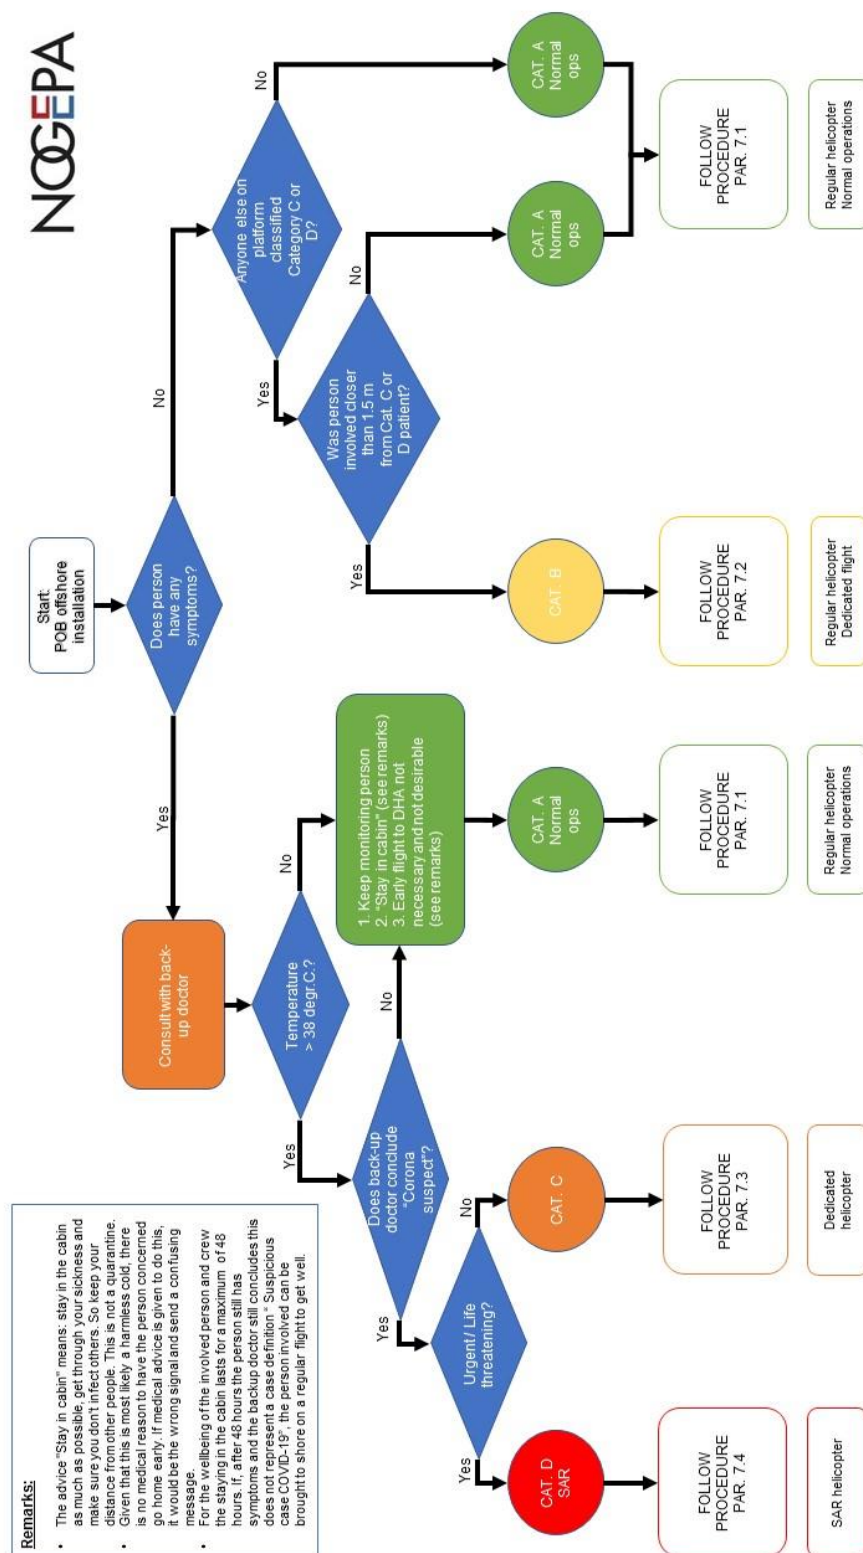 NOGEPA
Start:
POB offshore
installation
Does person
have any
symptoms?
Yes
No
Consult with back-
up doctor
Temperature
> 38 degr.C.?
Yes
No
Does back-up
doctor conclude
"Corona
suspect"?
Yes
No
Urgent / Life
threatening?
Yes
No
1. Keep monitoring person
2. "Stay in cabin" (see remarks)
3. Early flight to DHA not
necessary and not desirable
(see remarks)
Anyone else on
platform
classified
Category C or
D?
Yes
No
Was person
involved closer
than 1.5 m
from Cat. C or
D patient?
Yes
No
CAT. D
SAR
CAT. C
CAT. A
Normal
ops
CAT. B
CAT. A
Normal
ops
CAT. A
Normal
ops
FOLLOW
PROCEDURE
PAR. 7.4
FOLLOW
PROCEDURE
PAR. 7.3
FOLLOW
PROCEDURE
PAR. 7.1
FOLLOW
PROCEDURE
PAR. 7.2
FOLLOW
PROCEDURE
PAR. 7.1
SAR helicopter
Dedicated
helicopter
Regular helicopter
Normal operations
Regular helicopter
Dedicated flight
Regular helicopter
Normal operations
Remarks:
• The advice "Stay in cabin" means: stay in the cabin
as much as possible, get through your sickness and
make sure you don't infect others. So keep your
distance from other people. This is not a quarantine.
• Given that this is most likely a harmless cold, there
is no medical reason to have the person concerned
go home early. If medical advice is given to do this,
it would be the wrong signal and send a confusing
message.
• For the wellbeing of the involved person and crew
the staying in the cabin lasts for a maximum of 48
hours. If, after 48 hours the person still has
symptoms and the backup doctor still concludes this
does not represent a case definition " Suspicious
case COVID-19", the person involved can be
brought to shore on a regular flight to get well.